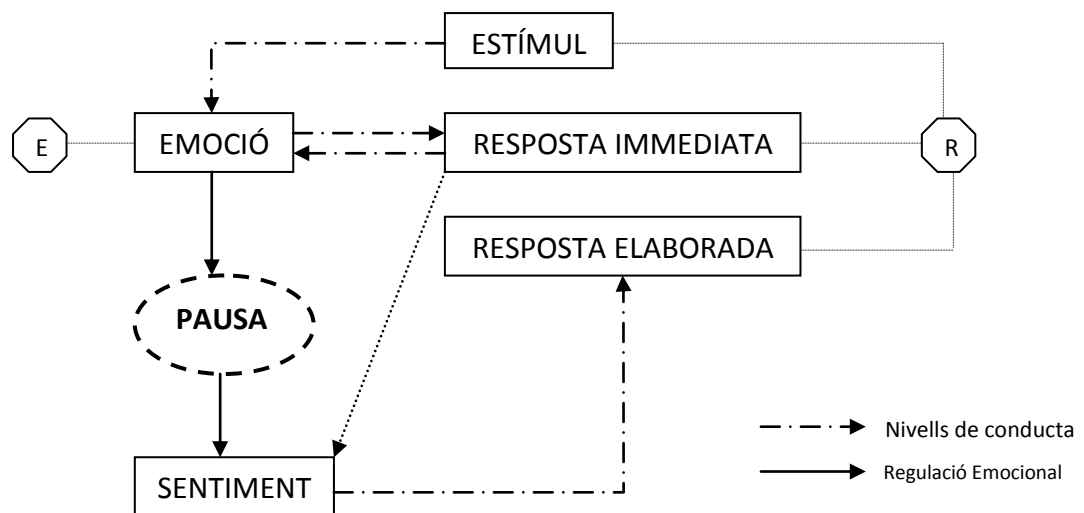 ESTÍMUL
E
EMOCIÓ
RESPOSTA IMMEDIATA
R
RESPOSTA ELABORADA
PAUSA
SENTIMENT
Nivells de conducta
Regulació Emocional